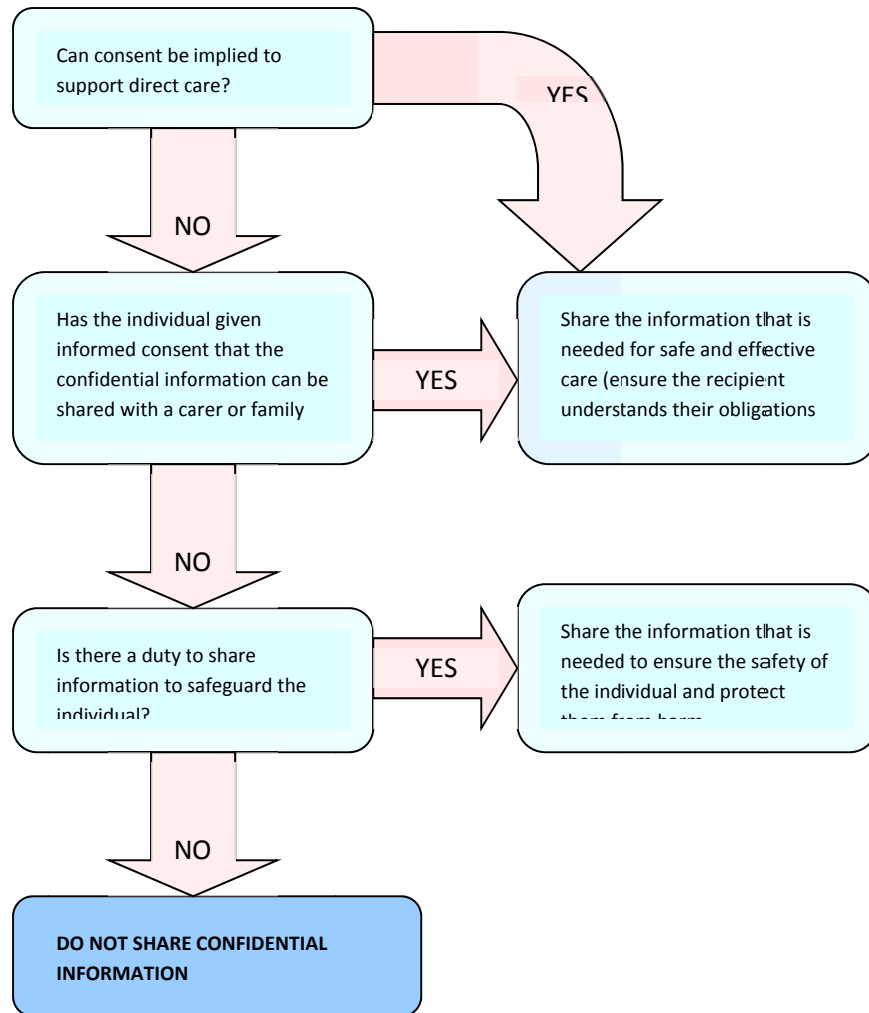 Can consent be implied to
support direct care?
YES
NO
Has the individual given
informed consent that the
confidential information can be
shared with a carer or family
YES
Share the information that is
needed for safe and effective
care (ensure the recipient
understands their obligations
NO
Is there a duty to share
information to safeguard the
individual?
YES
Share the information that is
needed to ensure the safety of
the individual and protect
them from harm
NO
DO NOT SHARE CONFIDENTIAL
INFORMATION